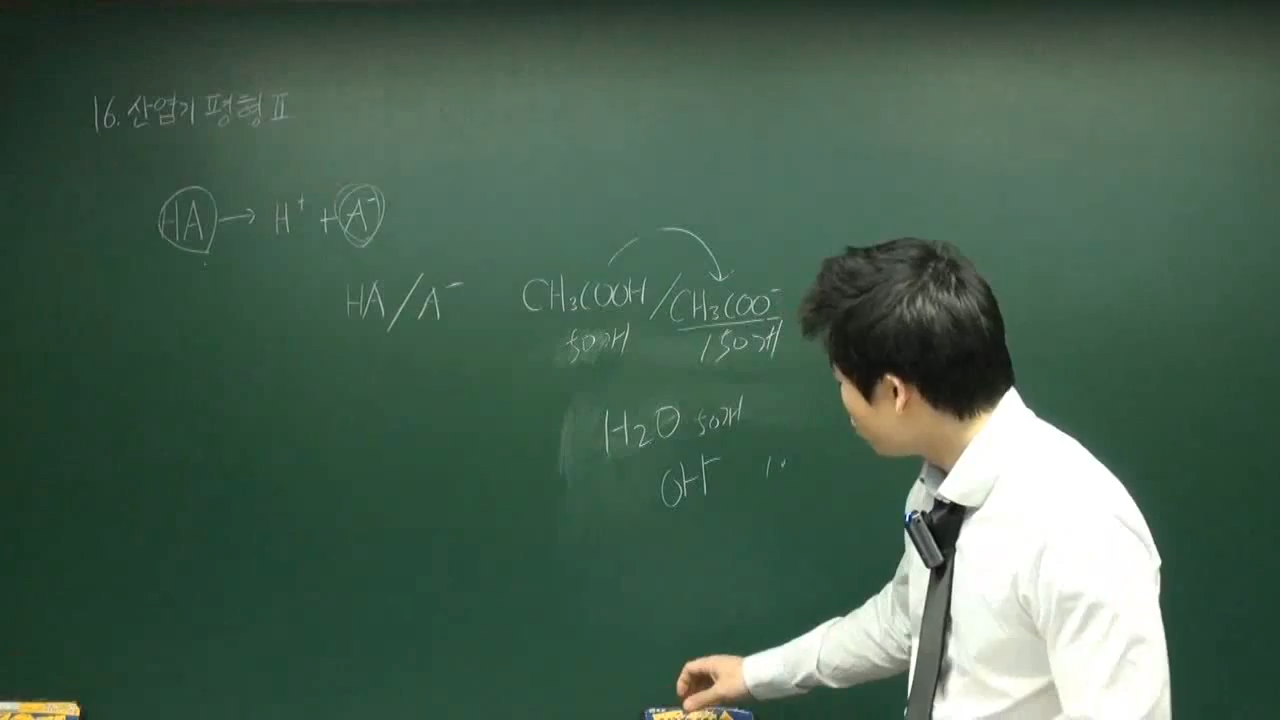 16. 산염기 평형 II
HA → H⁺ + A⁻
HA / A⁻
CH₃COOH / CH₃COO⁻
50개 150개
H₂O 50개
OH⁻